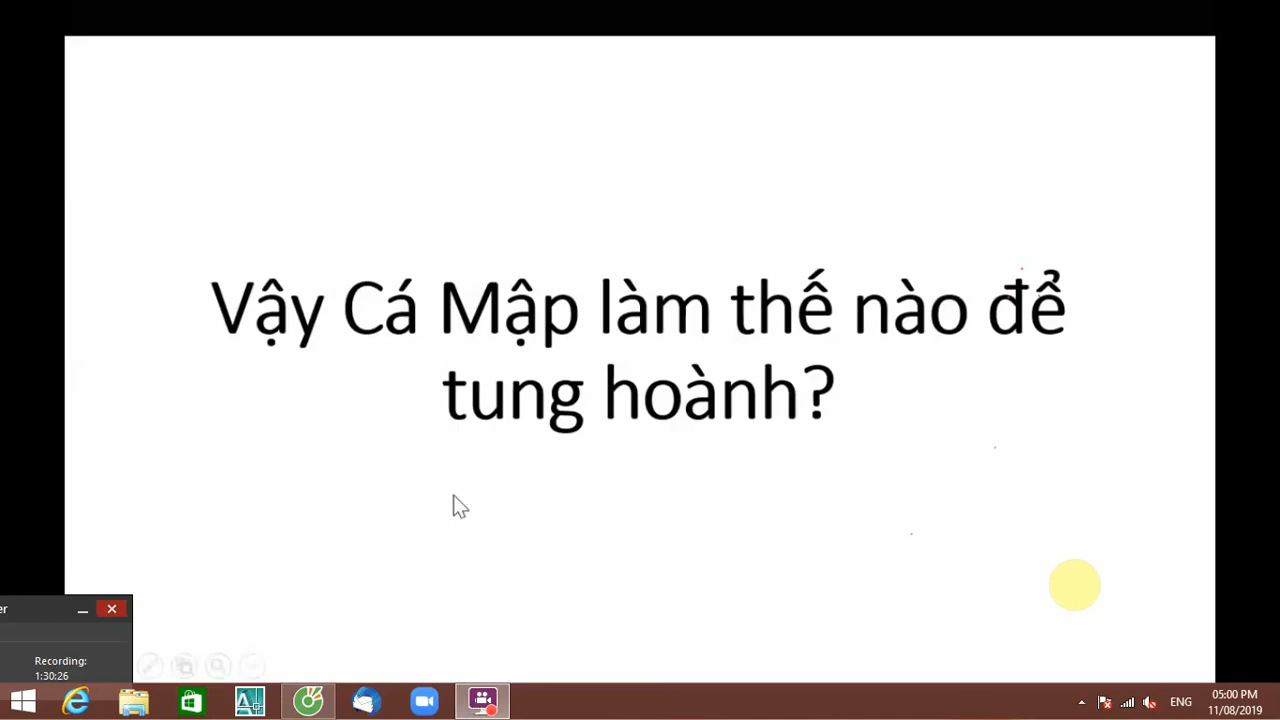 Vậy Cá Mập làm thế nào để
tung hoành?
er
Recording:
1:30:26
ENG
05:00 PM
11/08/2019